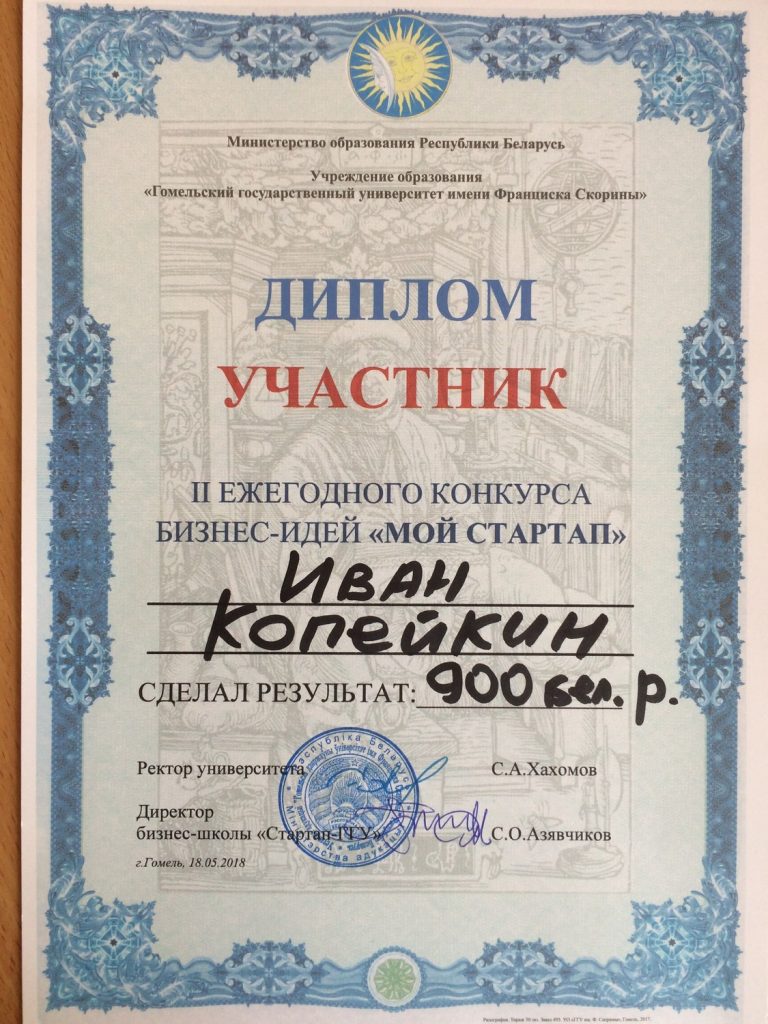 Министерство образования Республики Беларусь
Учреждение образования
«Гомельский государственный университет имени Франциска Скорины»
ДИПЛОМ
УЧАСТНИК
II ЕЖЕГОДНОГО КОНКУРСА
БИЗНЕС-ИДЕЙ «МОЙ СТАРТАП»
ИВАН
КОПЕЙКИН
СДЕЛАЛ РЕЗУЛЬТАТ: 900 бел. р.
Ректор университета С.А.Хахомов
Директор
бизнес-школы «Стартап-ГГУ» С.О.Азявчиков
г.Гомель, 18.05.2018